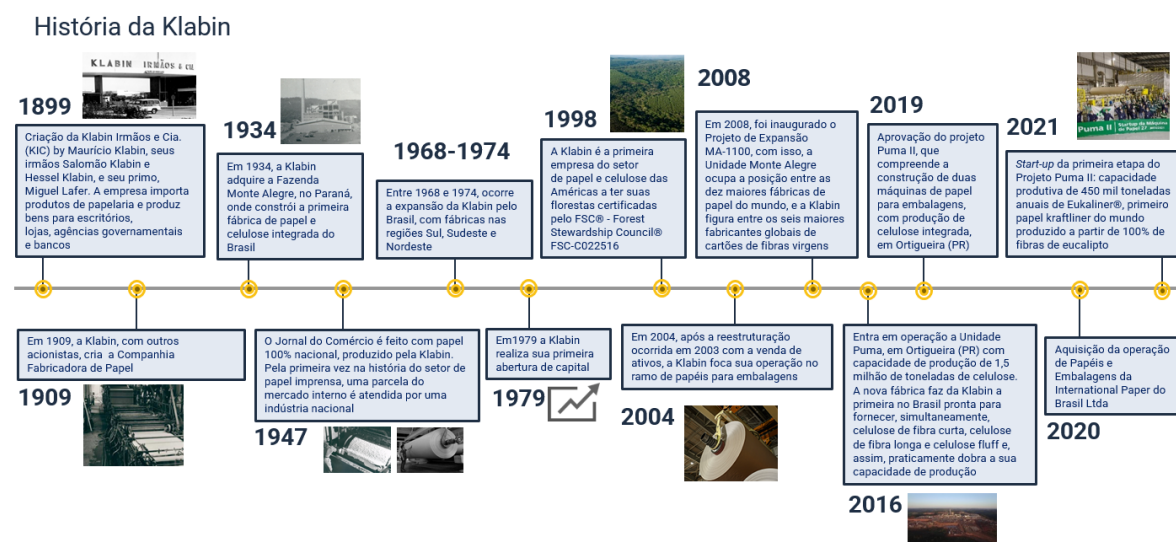 História da Klabin
KLABIN IRMÃOS & CIA.
1899
Criação da Klabin Irmãos e Cia.
(KIC) by Maurício Klabin, seus
irmãos Salomão Klabin e
Hessel Klabin, e seu primo,
Miguel Lafer. A empresa importa
produtos de papelaria e produz
bens para escritórios,
lojas, agências governamentais
e bancos
1934
Em 1934, a Klabin
adquire a Fazenda
Monte Alegre, no Paraná,
onde constrói a primeira
fábrica de papel e
celulose integrada do
Brasil
1968-1974
Entre 1968 e 1974, ocorre
a expansão da Klabin pelo
Brasil, com fábricas nas
regiões Sul, Sudeste e
Nordeste
1998
A Klabin é a primeira
empresa do setor
de papel e celulose das
Américas a ter suas
florestas certificadas
pelo FSC® - Forest
Stewardship Council®
FSC-C022516
2008
Em 2008, foi inaugurado o
Projeto de Expansão
MA-1100, com isso, a
Unidade Monte Alegre
ocupa a posição entre as
dez maiores fábricas de
papel do mundo, e a Klabin
figura entre os seis maiores
fabricantes globais de
cartões de fibras virgens
2019
Aprovação do projeto
Puma II, que
compreende a
construção de duas
máquinas de papel
para embalagens,
com produção de
celulose integrada,
em Ortigueira (PR)
2021
Puma II
Startup da Máquina
de Papel 27
Start-up da primeira etapa do
Projeto Puma II: capacidade
produtiva de 450 mil toneladas
anuais de Eukaliner®, primeiro
papel kraftliner do mundo
produzido a partir de 100% de
fibras de eucalipto
Em 1909, a Klabin, com outros
acionistas, cria a Companhia
Fabricadora de Papel
1909
O Jornal do Comércio é feito com papel
100% nacional, produzido pela Klabin.
Pela primeira vez na história do setor de
papel imprensa, uma parcela do
mercado interno é atendida por uma
indústria nacional
1947
Em1979 a Klabin
realiza sua primeira
abertura de capital
1979
Em 2004, após a reestruturação
ocorrida em 2003 com a venda de
ativos, a Klabin foca sua operação no
ramo de papéis para embalagens
2004
Entra em operação a Unidade
Puma, em Ortigueira (PR) com
capacidade de produção de 1,5
milhão de toneladas de celulose.
A nova fábrica faz da Klabin a
primeira no Brasil pronta para
fornecer, simultaneamente,
celulose de fibra curta, celulose
de fibra longa e celulose fluff e,
assim, praticamente dobra a sua
capacidade de produção
2016
Aquisição da operação
de Papéis e
Embalagens da
International Paper do
Brasil Ltda
2020